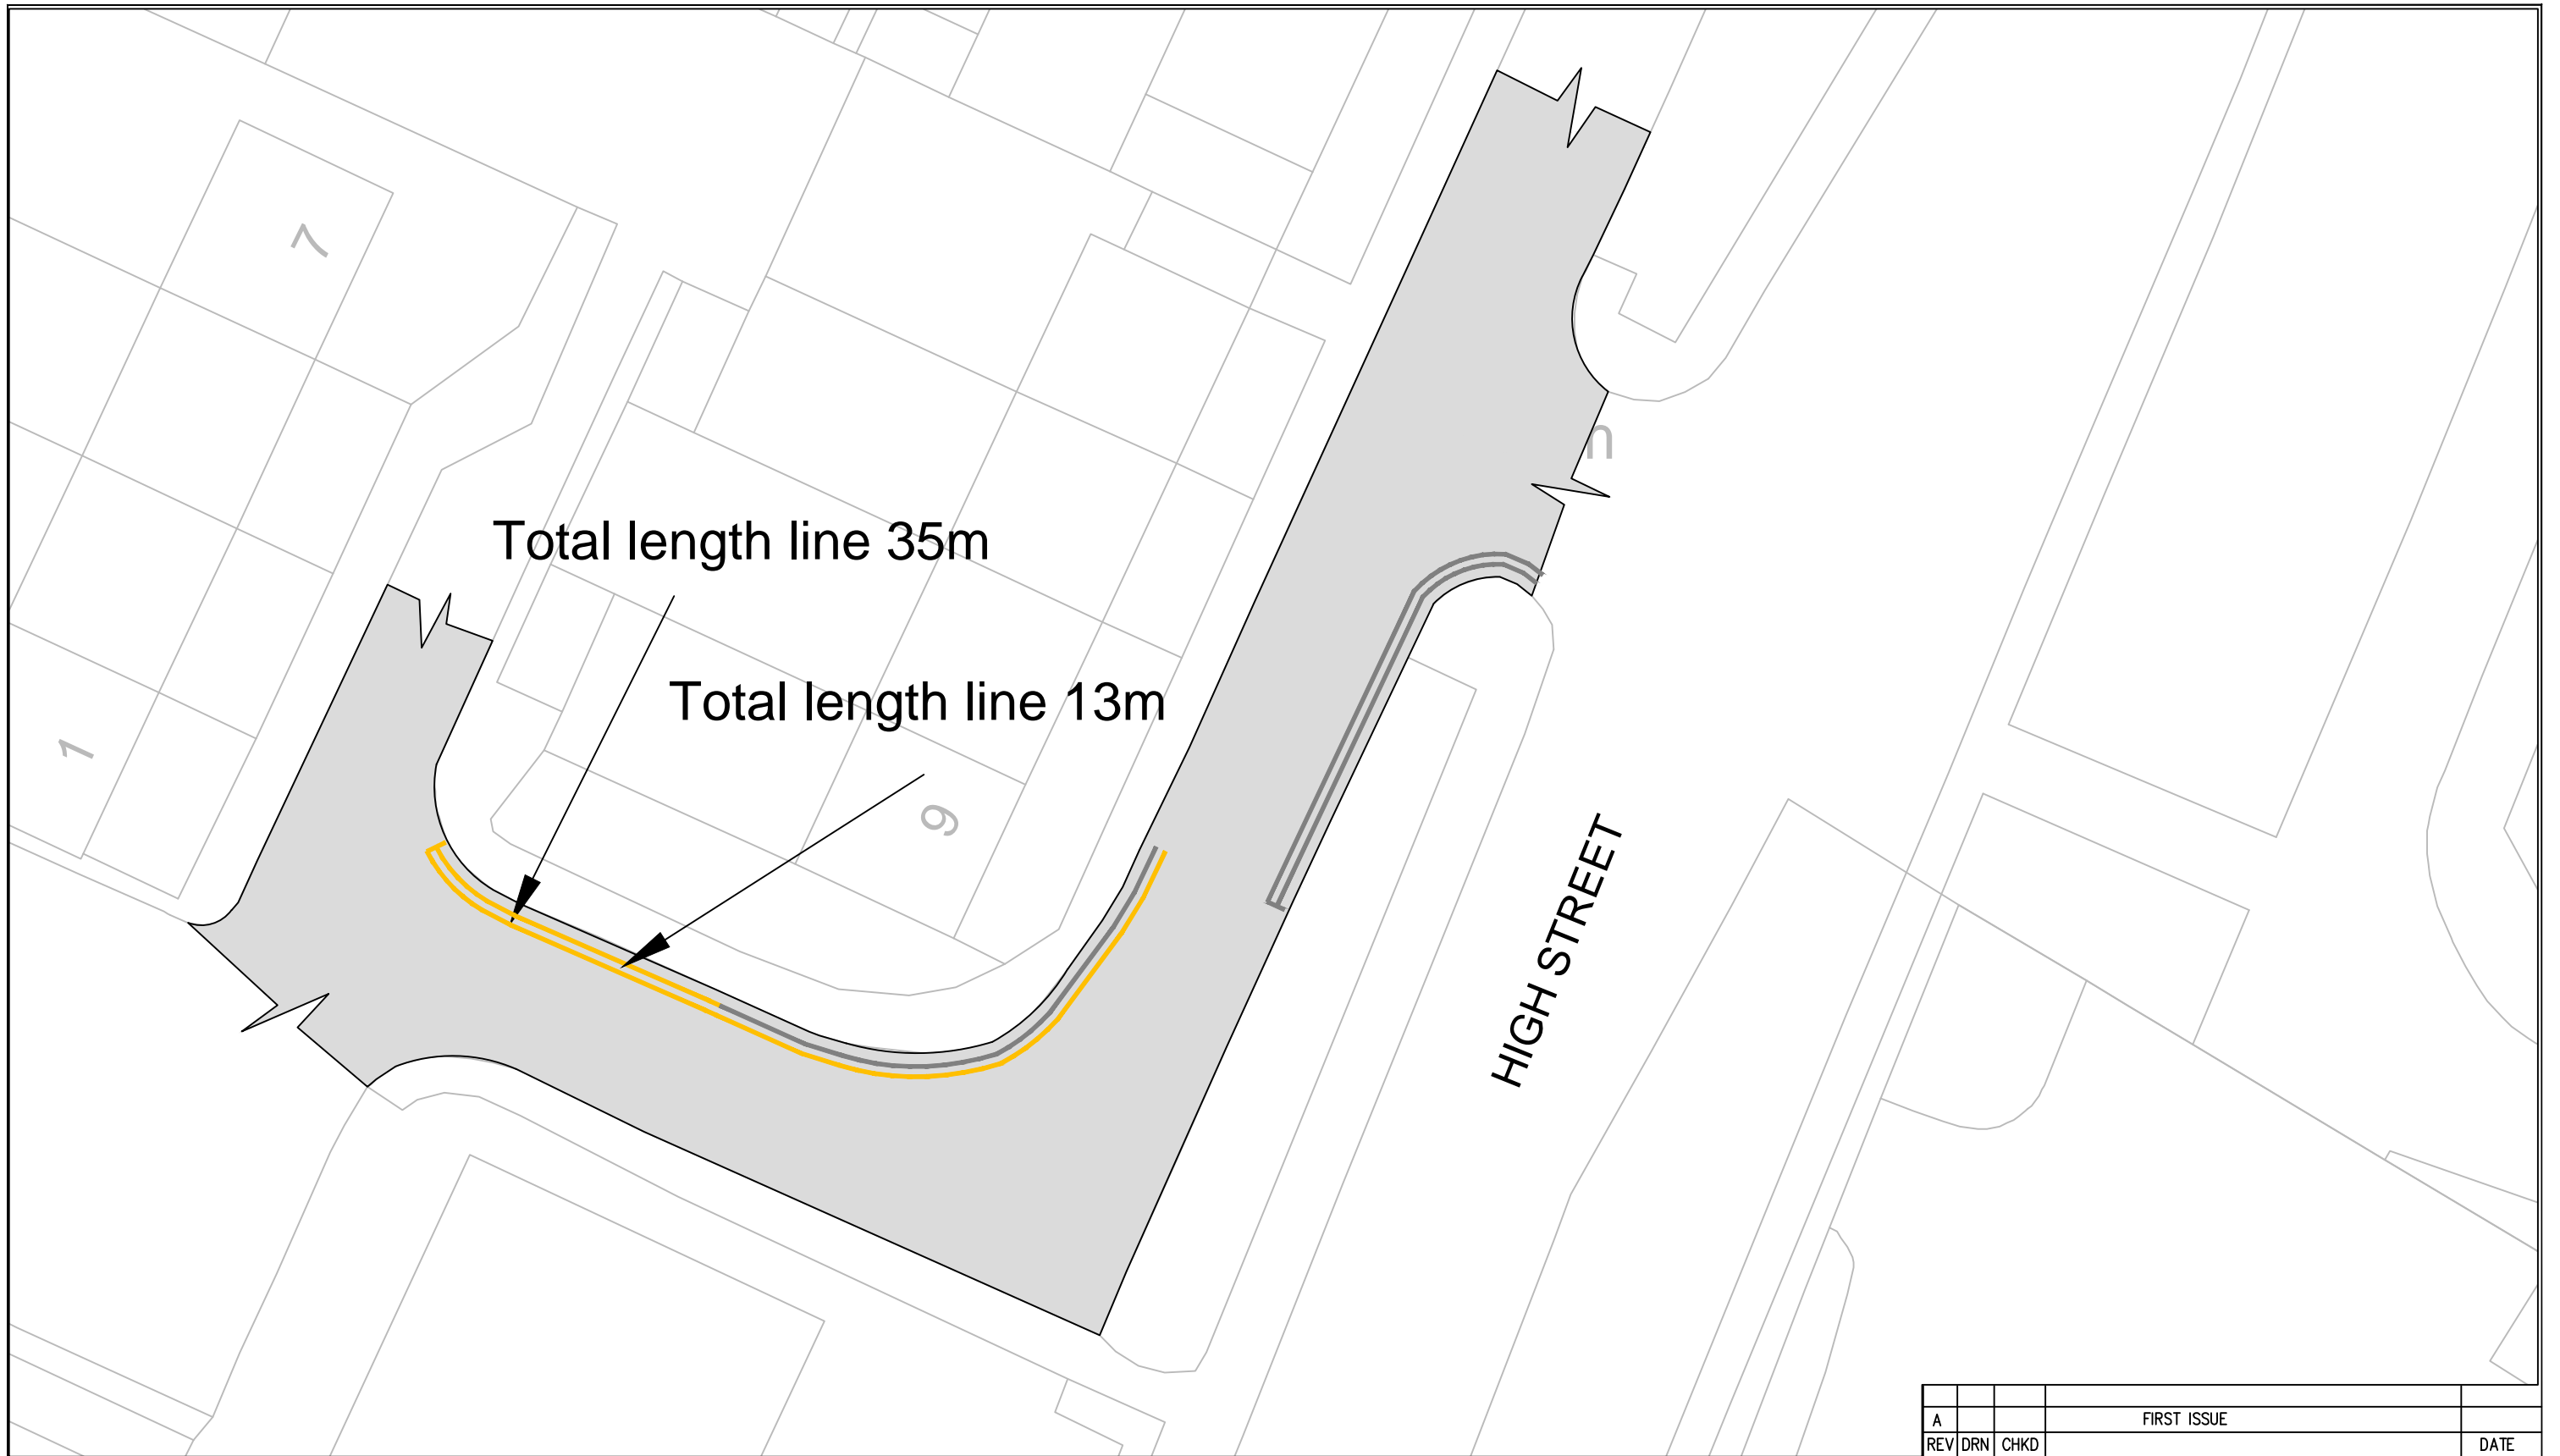 7
n
Total length line 35m
Total length line 13m
1
9
HIGH STREET
A FIRST ISSUE
REV DRN CHKD DATE